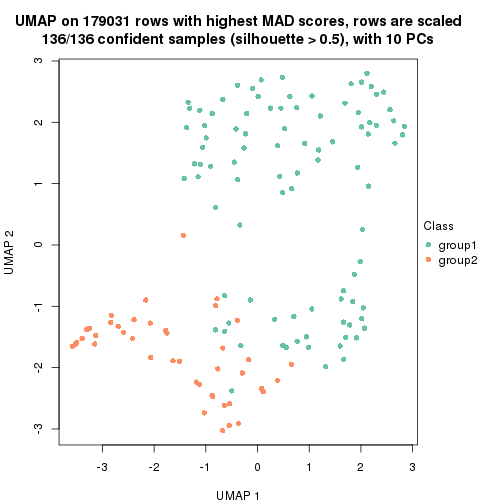 UMAP on 179031 rows with highest MAD scores, rows are scaled
136/136 confident samples (silhouette > 0.5), with 10 PCs
3
2
1
0
-1
-2
-3
UMAP 2
-3
-2
-1
0
1
2
3
UMAP 1
Class
group1
group2